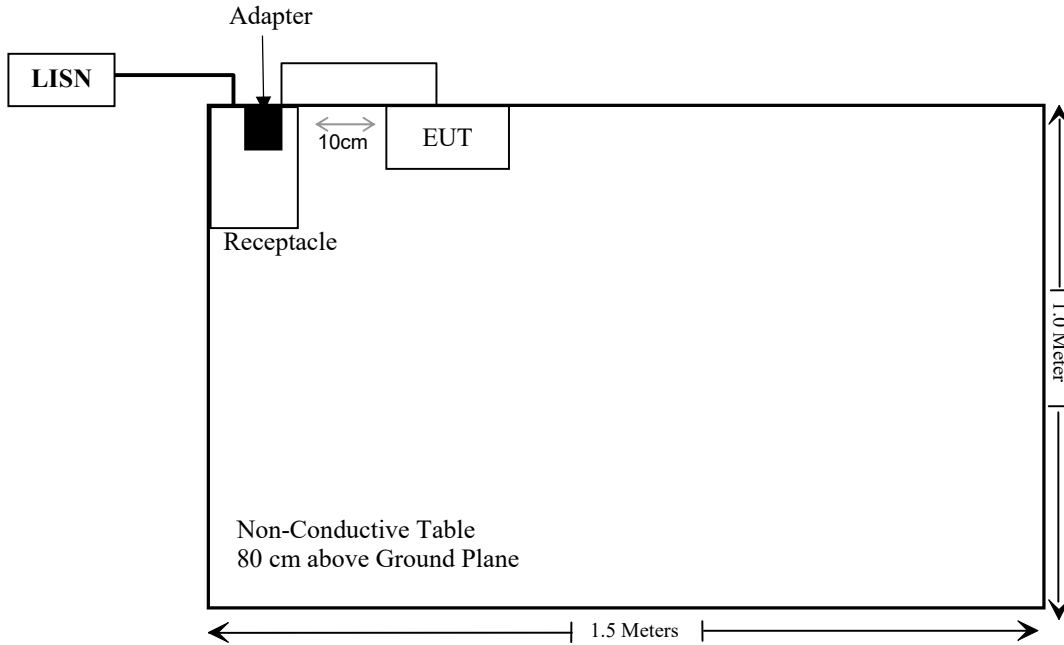 Adapter
LISN
10cm
EUT
Receptacle
1.0 Meter
Non-Conductive Table
80 cm above Ground Plane
1.5 Meters